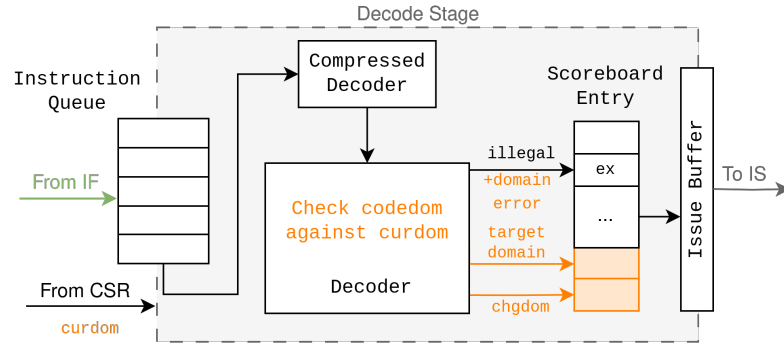 Decode Stage
Instruction
Queue
From IF
From CSR
curdom
Compressed
Decoder
Check codedom
against curdom
Decoder
illegal
+domain
error
target
domain
chgdom
Scoreboard
Entry
ex
...
Issue Buffer
To IS